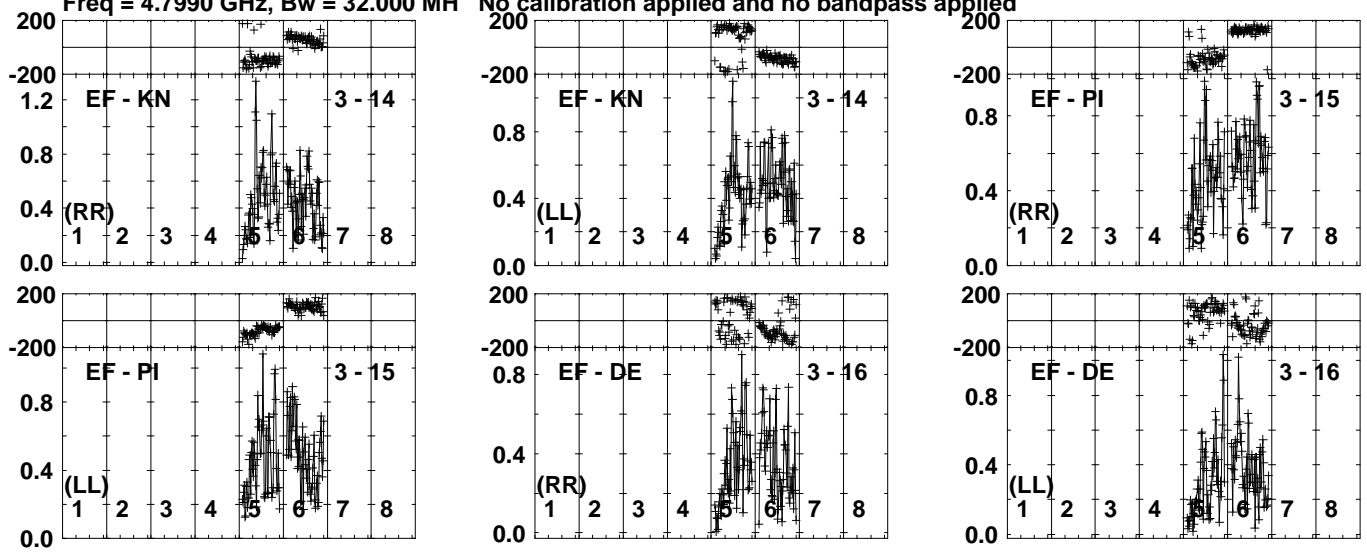 Freq = 4.7990 GHz, Bw = 32.000 MH No calibration applied and no bandpass applied
200
-200
EF - KN 3 - 14
1.2
0.8
0.4
(RR)
1 2 3 4 5 6 7 8
0.0
200
-200
EF - KN 3 - 14
0.8
0.4
(LL)
1 2 3 4 5 6 7 8
0.0
200
-200
EF - PI 3 - 15
0.8
0.4
(RR)
1 2 3 4 5 6 7 8
0.0
200
-200
EF - PI 3 - 15
0.8
0.4
(LL)
1 2 3 4 5 6 7 8
0.0
200
-200
EF - DE 3 - 16
0.8
0.4
(RR)
1 2 3 4 5 6 7 8
0.0
200
-200
EF - DE 3 - 16
0.8
0.4
(LL)
1 2 3 4 5 6 7 8
0.0